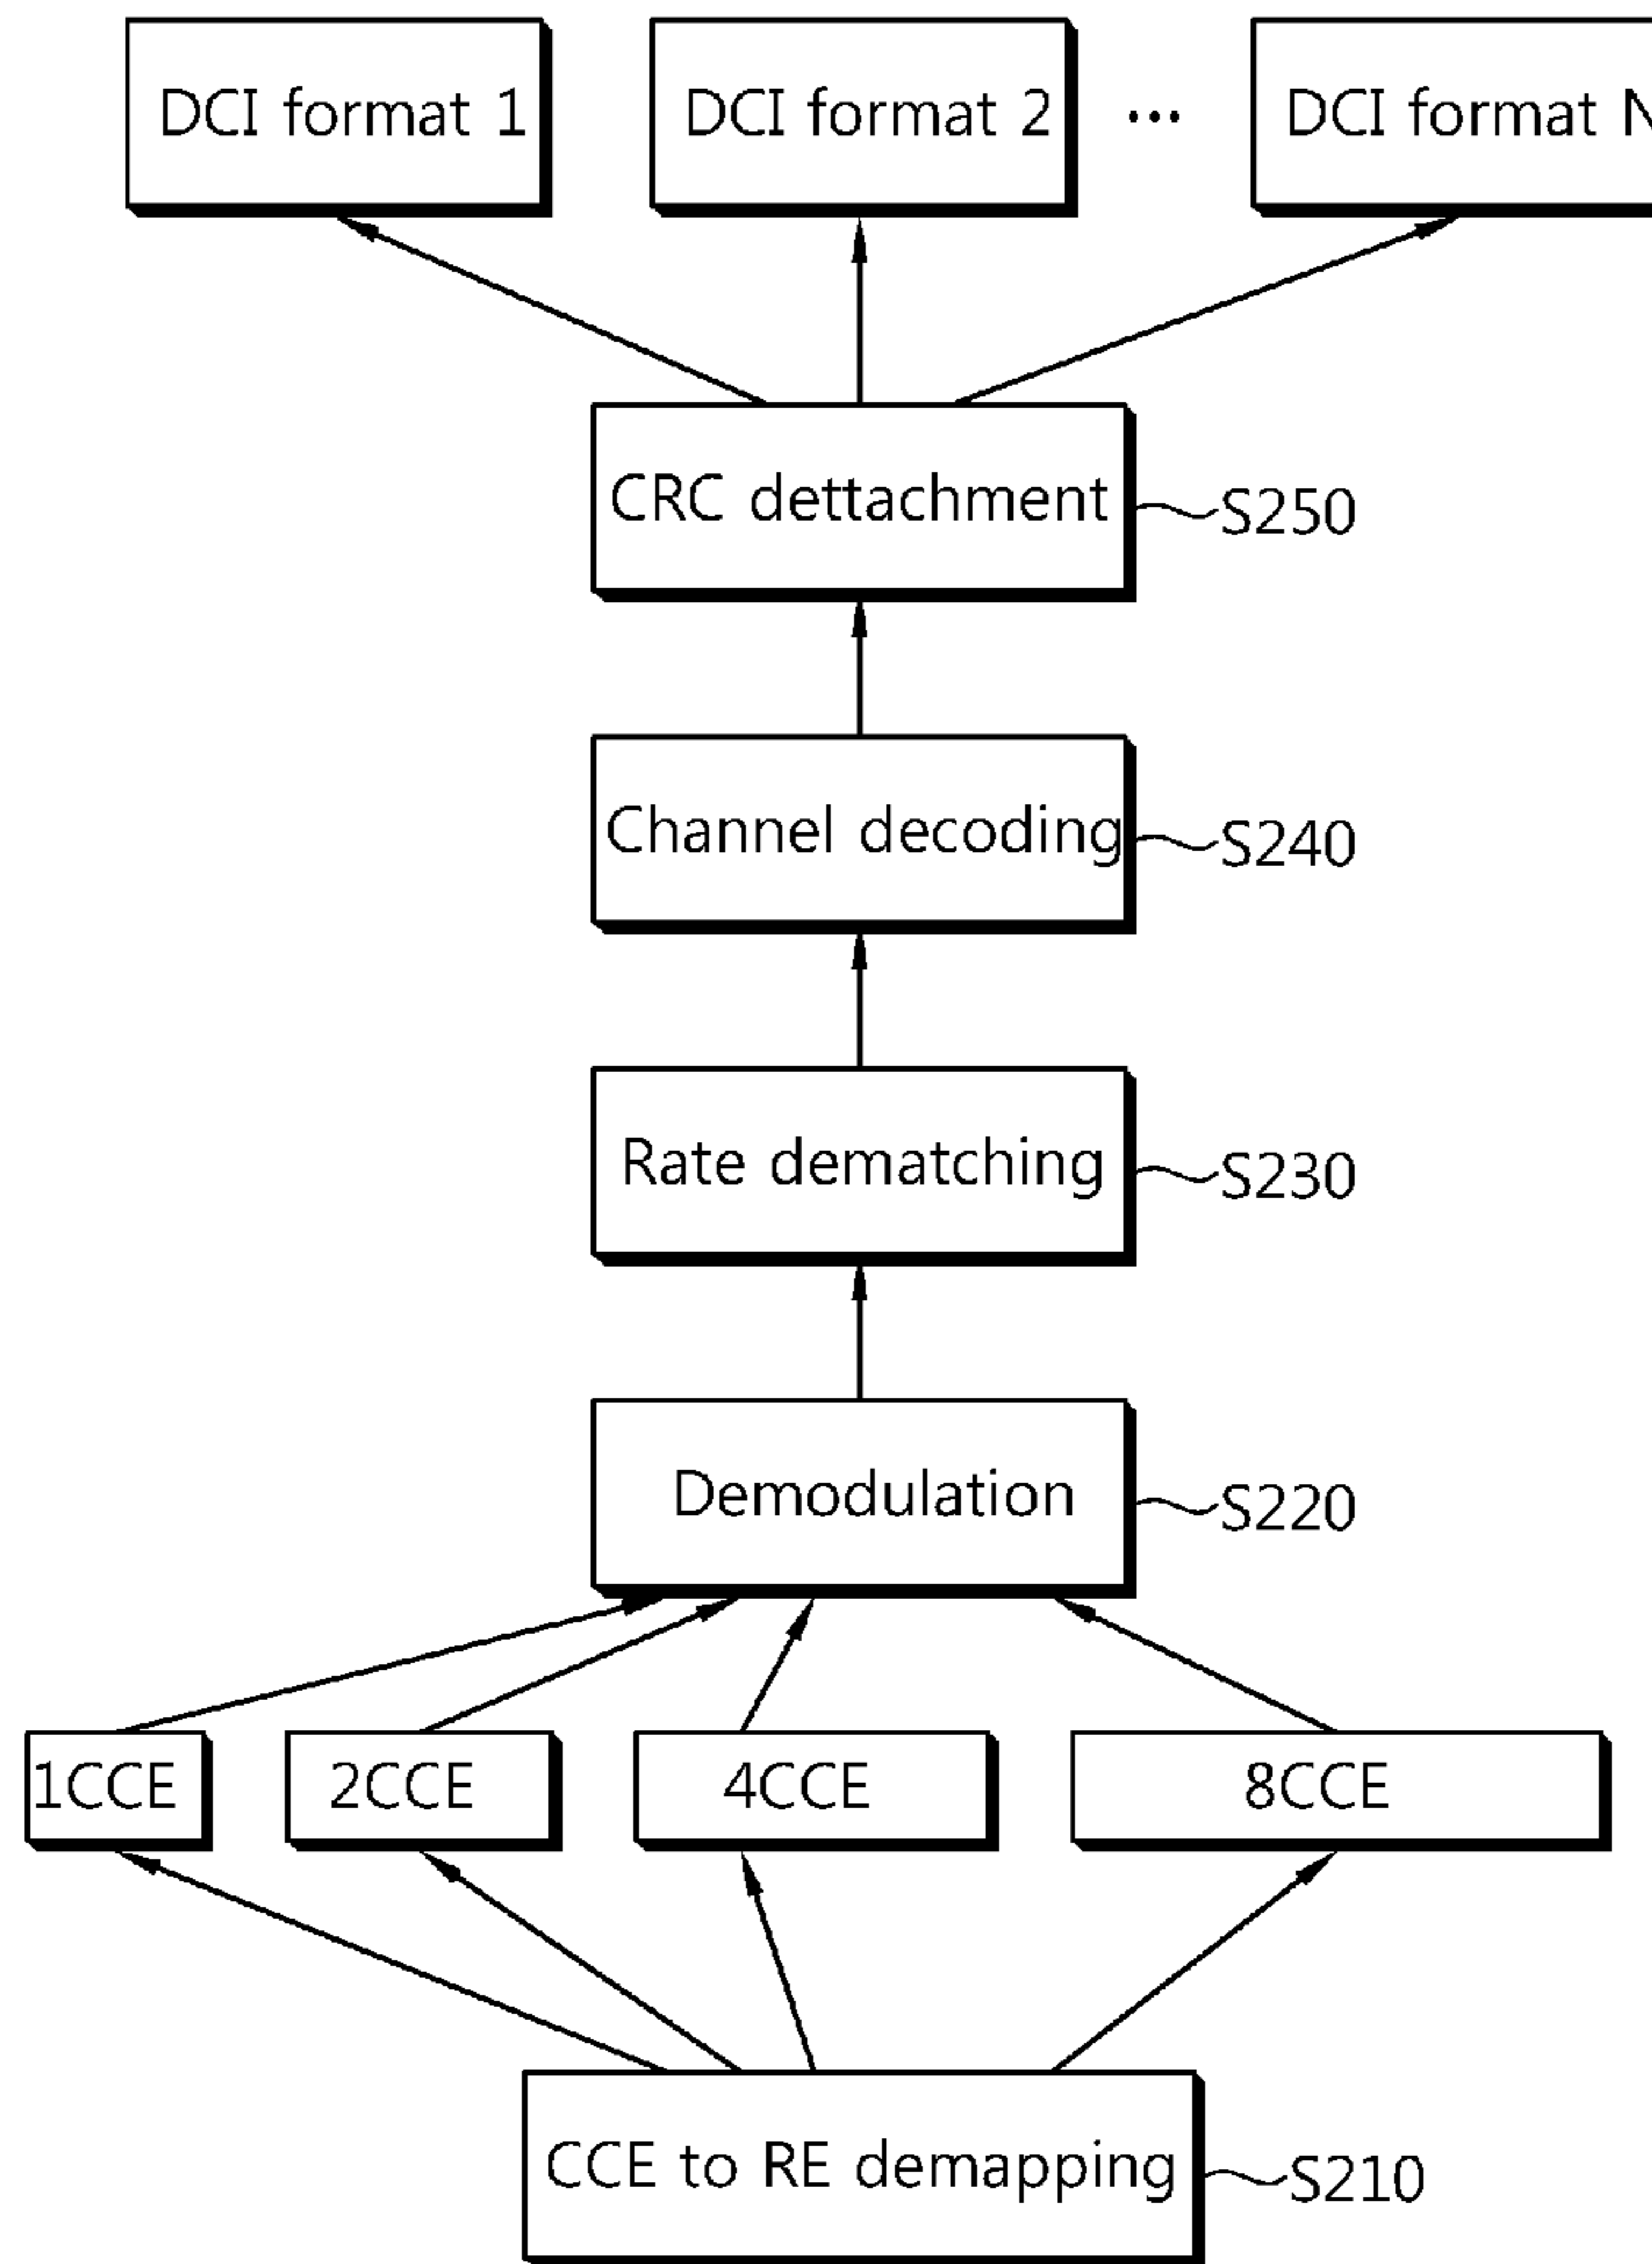 DCI format 1
DCI format 2
...
DCI format N
CRC dettachment
S250
Channel decoding
S240
Rate dematching
S230
Demodulation
S220
1CCE
2CCE
4CCE
8CCE
CCE to RE demapping
S210